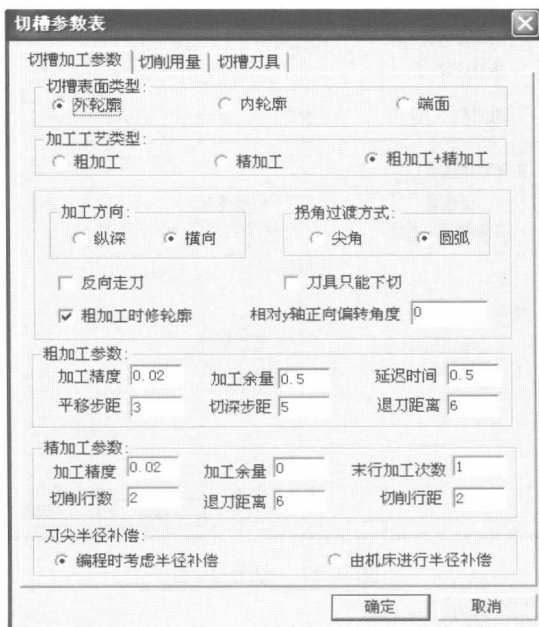 切槽参数表
切槽加工参数 切削用量 切槽刀具
切槽表面类型:
外轮廓 内轮廓 端面
加工工艺类型:
粗加工 精加工 粗加工+精加工
加工方向: 拐角过渡方式:
纵深 横向 尖角 圆弧
反向走刀 刀具只能下切
粗加工时修轮廓 相对y轴正向偏转角度 0
粗加工参数:
加工精度 0.02 加工余量 0.5 延迟时间 0.5
平移步距 3 切深步距 5 退刀距离 6
精加工参数:
加工精度 0.02 加工余量 0 末行加工次数 1
切削行数 2 退刀距离 6 切削行距 2
刀尖半径补偿:
编程时考虑半径补偿 由机床进行半径补偿
确定 取消